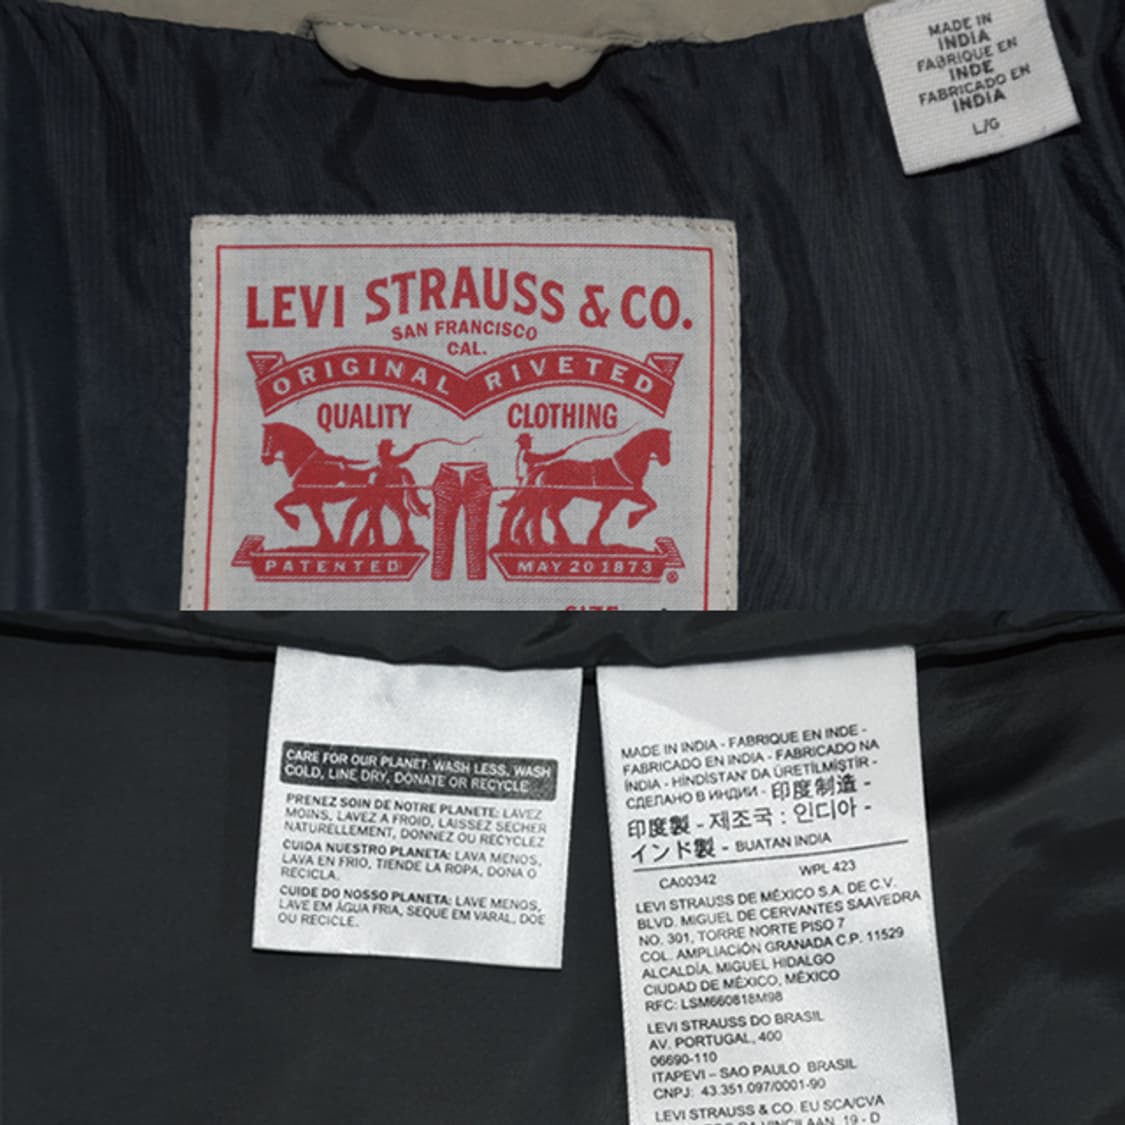 MADE IN
INDIA
FABRIQUE EN
INDE
FABRICADO EN
INDIA
L/G
LEVI STRAUSS & CO.
SAN FRANCISCO
CAL.
ORIGINAL RIVETED
QUALITY CLOTHING
PATENTED MAY 20 1873 ®
CARE FOR OUR PLANET: WASH LESS, WASH
COLD, LINE DRY, DONATE OR RECYCLE
PRENEZ SOIN DE NOTRE PLANETE: LAVEZ
MOINS, LAVEZ A FROID, LAISSEZ SECHER
NATURELLEMENT, DONNEZ OU RECYCLEZ
CUIDA NUESTRO PLANETA: LAVA MENOS,
LAVA EN FRIO, TIENDE LA ROPA, DONA O
RECICLA.
CUIDE DO NOSSO PLANETA: LAVE MENOS,
LAVE EM ÁGUA FRIA, SEQUE EM VARAL, DOE
OU RECICLE.
MADE IN INDIA - FABRIQUE EN INDE -
FABRICADO EN INDIA - FABRICADO NA
ÍNDIA - HİNDİSTAN' DA ÜRETİLMİŞTİR -
СДЕЛАНО В ИНДИИ - 印度制造 -
印度製 - 제조국 : 인디아 -
インド製 - BUATAN INDIA
CA00342 WPL 423
LEVI STRAUSS DE MÉXICO S.A. DE C.V.
BLVD. MIGUEL DE CERVANTES SAAVEDRA
NO. 301, TORRE NORTE PISO 7
COL. AMPLIACIÓN GRANADA C.P. 11529
ALCALDÍA. MIGUEL HIDALGO
CIUDAD DE MÉXICO, MÉXICO
RFC: LSM660818M98
LEVI STRAUSS DO BRASIL
AV. PORTUGAL, 400
06690-110
ITAPEVI – SAO PAULO BRASIL
CNPJ: 43.351.097/0001-90
LEVI STRAUSS & CO. EU SCA/CVA
19 - D